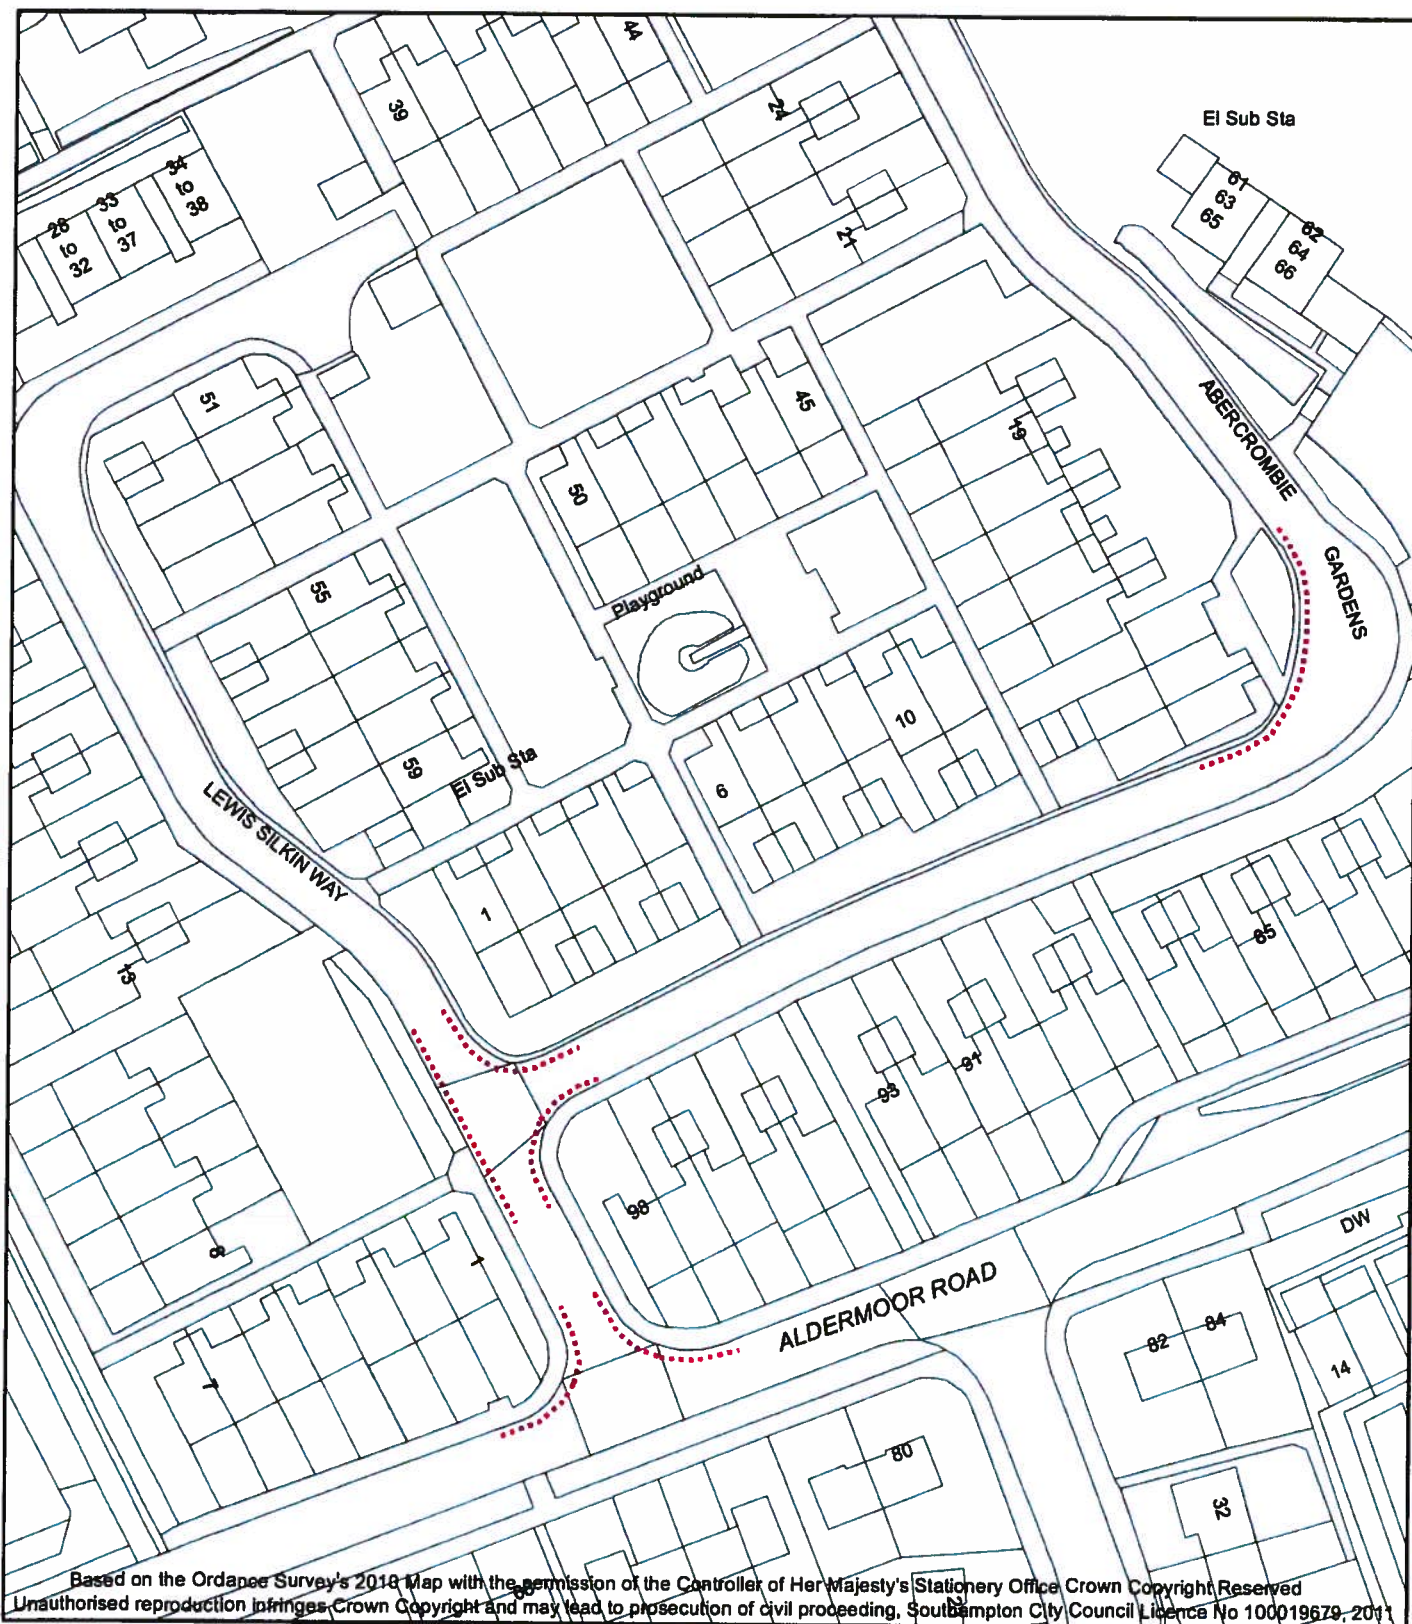 44
39
24
El Sub Sta
34
to
38
33
to
37
28
to
32
61
63
65
62
64
66
21
51
45
19
50
ABERCROMBIE
GARDENS
55
Playground
10
59
El Sub Sta
6
LEWIS SILKIN WAY
1
85
13
91
93
98
8
1
DW
ALDERMOOR ROAD
82
84
14
7
80
32
Based on the Ordance Survey's 2010 Map with the permission of the Controller of Her Majesty's Stationery Office Crown Copyright Reserved
Unauthorised reproduction infringes Crown Copyright and may lead to prosecution of civil proceeding, Southampton City Council Licence No 100019679, 2011